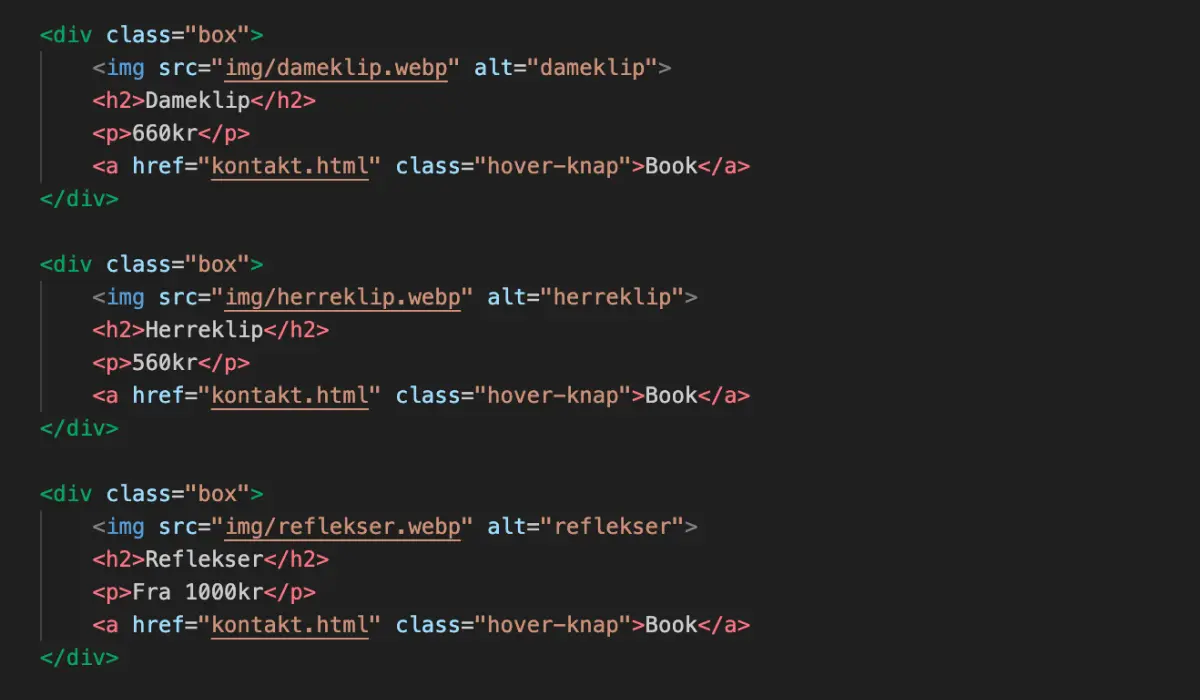 <div class="box">
<img src="img/dameklip.webp" alt="dameklip">
<h2>Dameklip</h2>
<p>660kr</p>
<a href="kontakt.html" class="hover-knap">Book</a>
</div>
<div class="box">
<img src="img/herreklip.webp" alt="herreklip">
<h2>Herreklip</h2>
<p>560kr</p>
<a href="kontakt.html" class="hover-knap">Book</a>
</div>
<div class="box">
<img src="img/reflekser.webp" alt="reflekser">
<h2>Reflekser</h2>
<p>Fra 1000kr</p>
<a href="kontakt.html" class="hover-knap">Book</a>
</div>